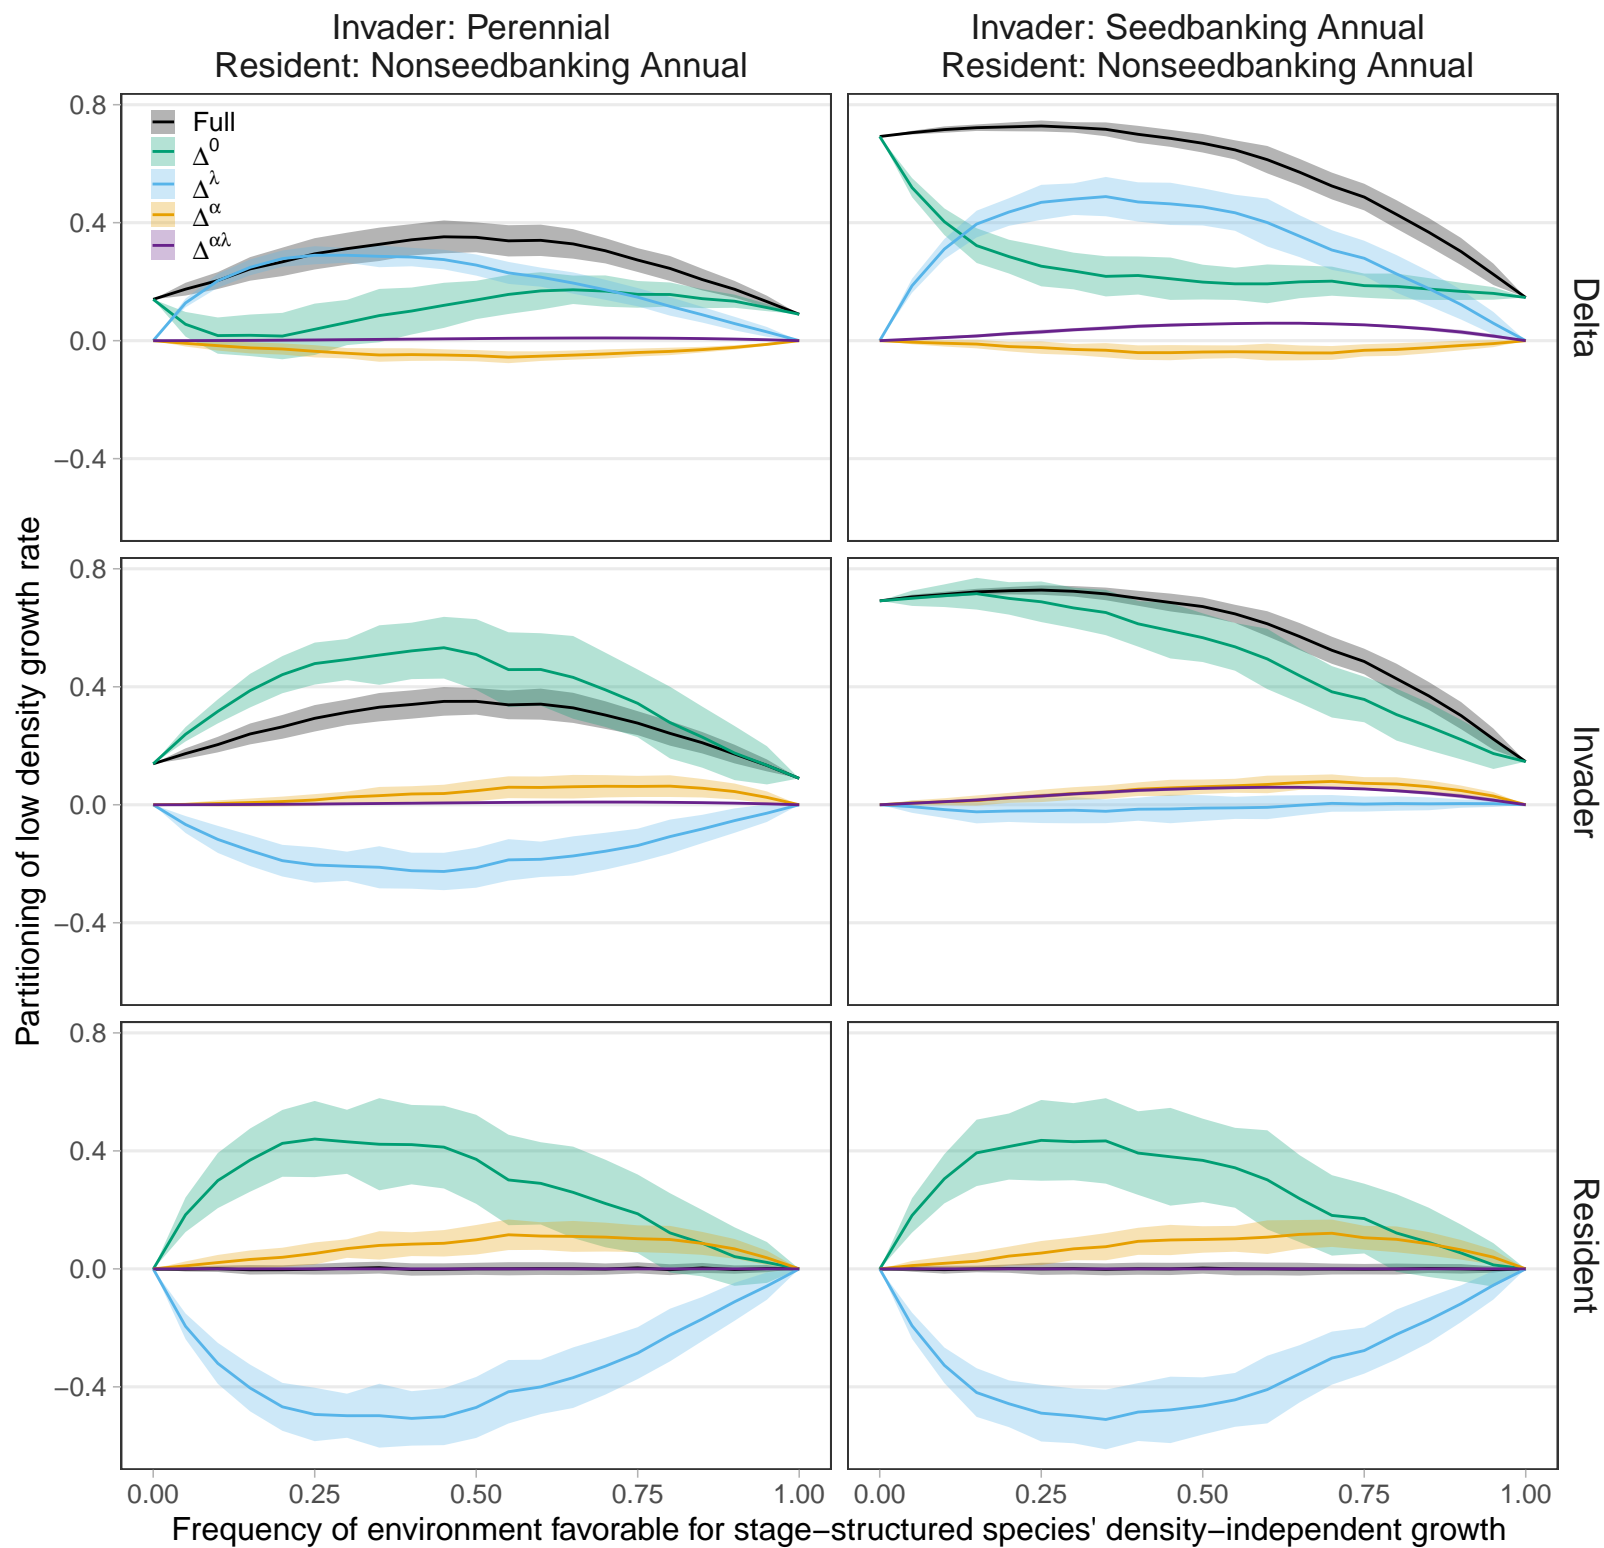 Invader: Perennial
Resident: Nonseedbanking Annual
Invader: Seedbanking Annual
Resident: Nonseedbanking Annual
Partitioning of low density growth rate
0.8
0.4
0.0
−0.4
Full
Δ⁰
Δ^λ
Δ^α
Δ^αλ
Delta
0.8
0.4
0.0
−0.4
Invader
0.8
0.4
0.0
−0.4
Resident
0.00 0.25 0.50 0.75 1.00
0.00 0.25 0.50 0.75 1.00
Frequency of environment favorable for stage−structured species' density−independent growth